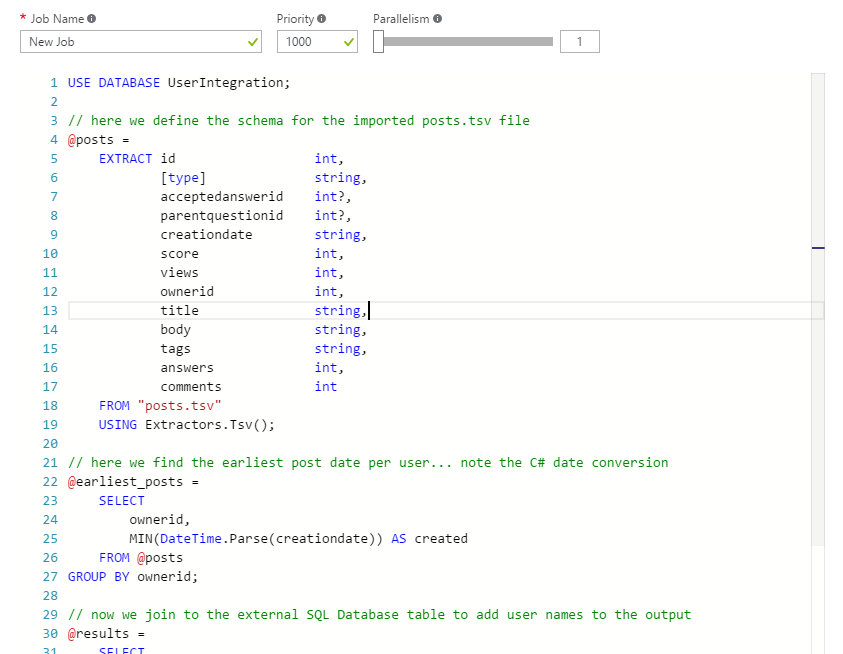 * Job Name
Priority
Parallelism
New Job
1000
1
1 USE DATABASE UserIntegration;
2
3 // here we define the schema for the imported posts.tsv file
4 @posts =
5     EXTRACT id                  int,
6             [type]              string,
7             acceptedanswerid    int?,
8             parentquestionid    int?,
9             creationdate        string,
10             score               int,
11             views               int,
12             ownerid             int,
13             title               string,
14             body                string,
15             tags                string,
16             answers             int,
17             comments            int
18     FROM "posts.tsv"
19     USING Extractors.Tsv();
20
21 // here we find the earliest post date per user... note the C# date conversion
22 @earliest_posts =
23     SELECT
24         ownerid,
25         MIN(DateTime.Parse(creationdate)) AS created
26     FROM @posts
27 GROUP BY ownerid;
28
29 // now we join to the external SQL Database table to add user names to the output
30 @results =
31     SELECT